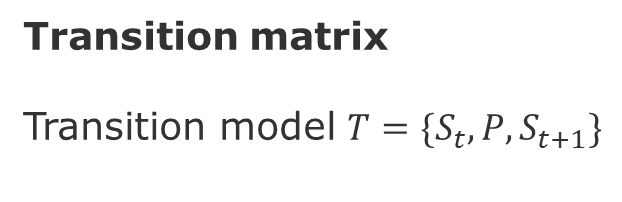 Transition matrix
Transition model T = {S_t, P, S_{t+1}}